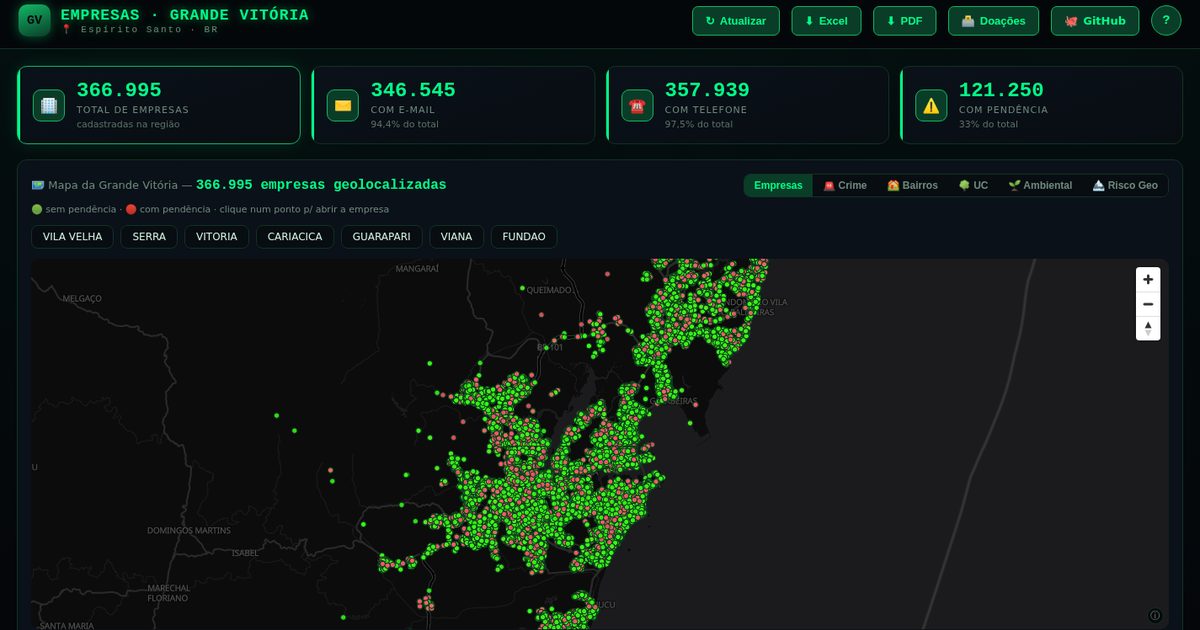 GV
EMPRESAS · GRANDE VITÓRIA
Espírito Santo · BR
↻ Atualizar
⬇ Excel
⬇ PDF
Doações
GitHub
?
366.995
TOTAL DE EMPRESAS
cadastradas na região
346.545
COM E-MAIL
94,4% do total
357.939
COM TELEFONE
97,5% do total
121.250
COM PENDÊNCIA
33% do total
Mapa da Grande Vitória — 366.995 empresas geolocalizadas
Empresas
Crime
Bairros
UC
Ambiental
Risco Geo
sem pendência · com pendência · clique num ponto p/ abrir a empresa
VILA VELHA
SERRA
VITORIA
CARIACICA
GUARAPARI
VIANA
FUNDAO
MANGARAÍ
QUEIMADO
MELGAÇO
VILA
101
U
DOMINGOS MARTINS
ISABEL
MARECHAL
FLORIANO
UCU
SANTA MARIA
+
−